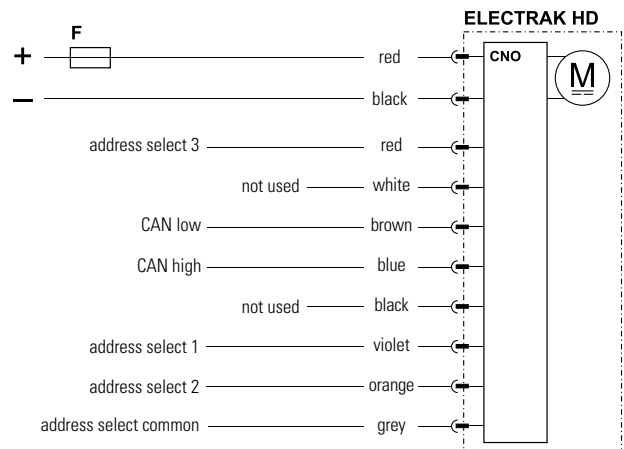 ELECTRAK HD
F
+ red CNO
M
− black
address select 3 red
not used white
CAN low brown
CAN high blue
not used black
address select 1 violet
address select 2 orange
address select common grey